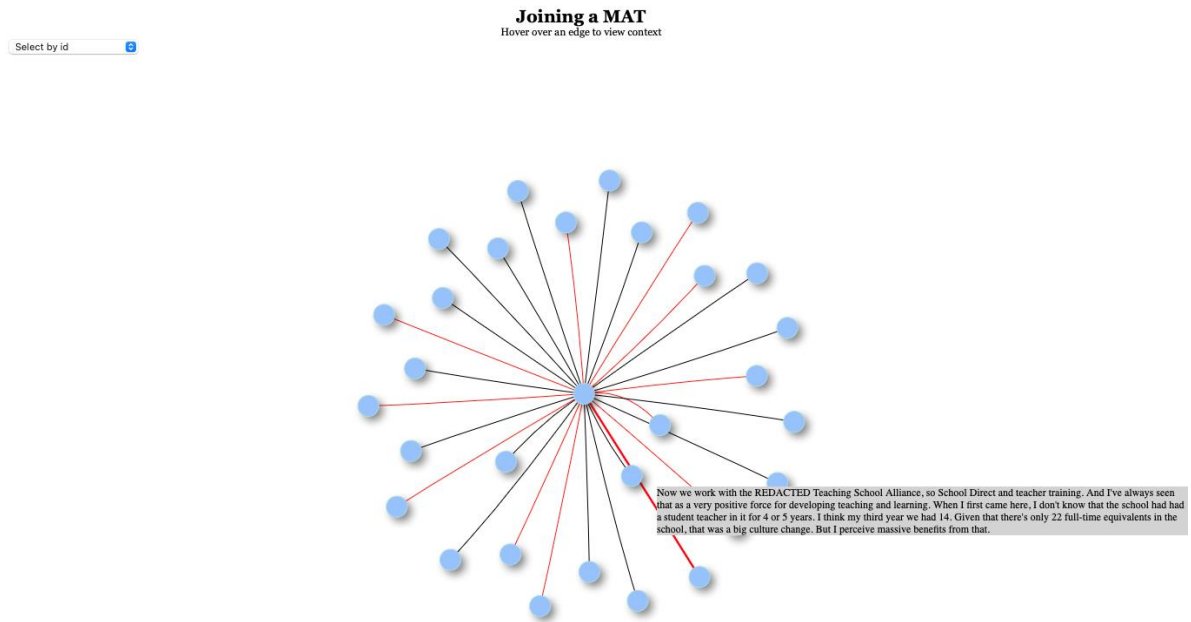 Joining a MAT
Hover over an edge to view context
Select by id
Now we work with the REDACTED Teaching School Alliance, so School Direct and teacher training. And I've always seen
that as a very positive force for developing teaching and learning. When I first came here, I don't know that the school had had
a student teacher in it for 4 or 5 years. I think my third year we had 14. Given that there's only 22 full-time equivalents in the
school, that was a big culture change. But I perceive massive benefits from that.